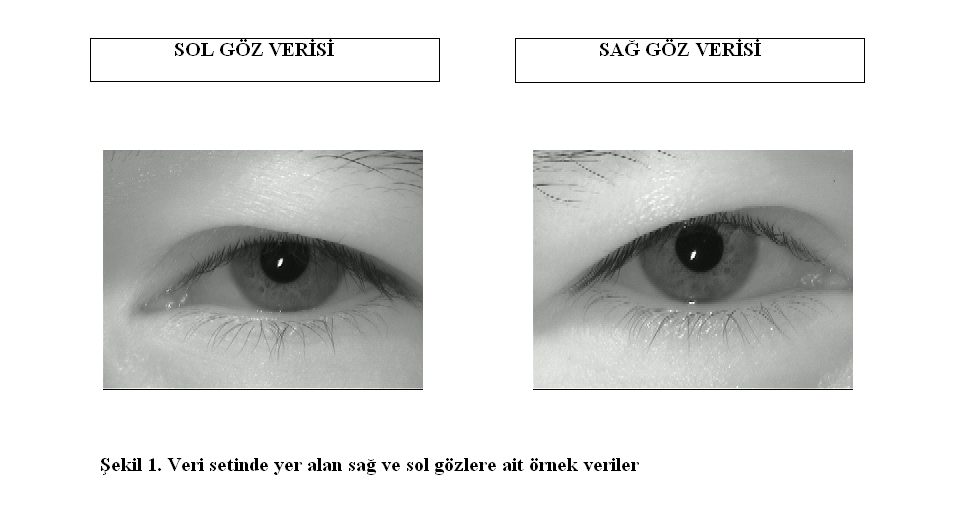 SOL GÖZ VERİSİ
SAĞ GÖZ VERİSİ
Şekil 1. Veri setinde yer alan sağ ve sol gözlere ait örnek veriler